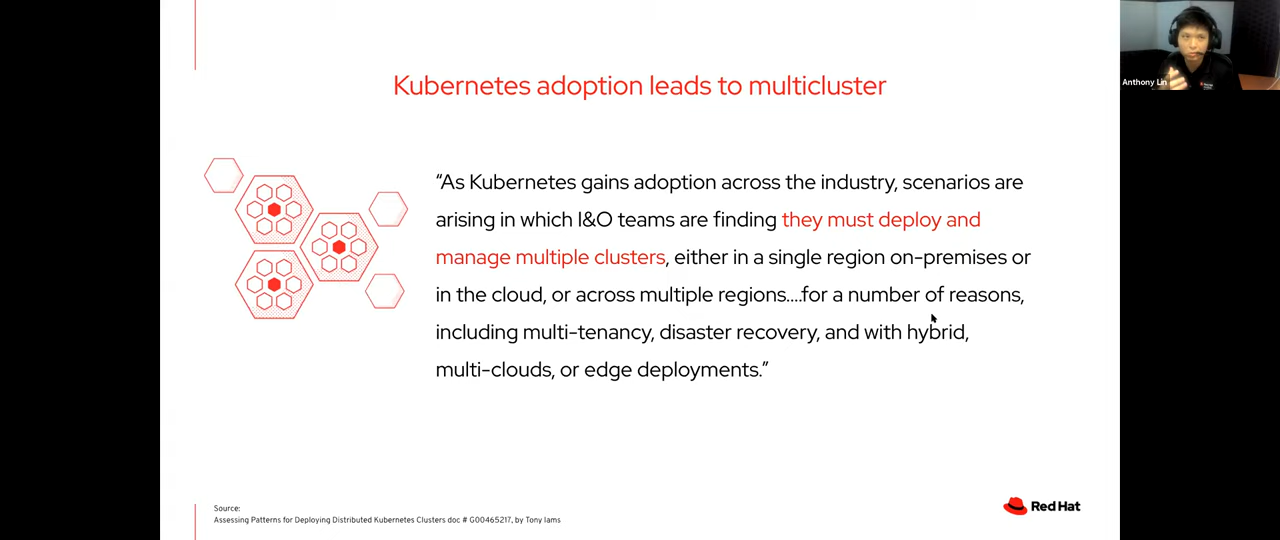 Kubernetes adoption leads to multicluster
“As Kubernetes gains adoption across the industry, scenarios are
arising in which I&O teams are finding they must deploy and
manage multiple clusters, either in a single region on-premises or
in the cloud, or across multiple regions....for a number of reasons,
including multi-tenancy, disaster recovery, and with hybrid,
multi-clouds, or edge deployments.”
Source:
Assessing Patterns for Deploying Distributed Kubernetes Clusters doc # G00465217, by Tony Iams
Red Hat
Anthony Lin